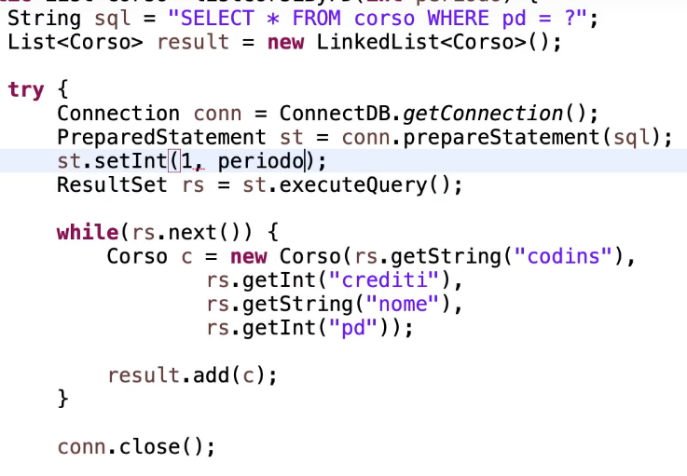 String sql = "SELECT * FROM corso WHERE pd = ?";
List<Corso> result = new LinkedList<Corso>();
try {
Connection conn = ConnectDB.getConnection();
PreparedStatement st = conn.prepareStatement(sql);
st.setInt(1, periodo);
ResultSet rs = st.executeQuery();
while(rs.next()) {
Corso c = new Corso(rs.getString("codins"),
rs.getInt("crediti"),
rs.getString("nome"),
rs.getInt("pd"));
result.add(c);
}
conn.close();